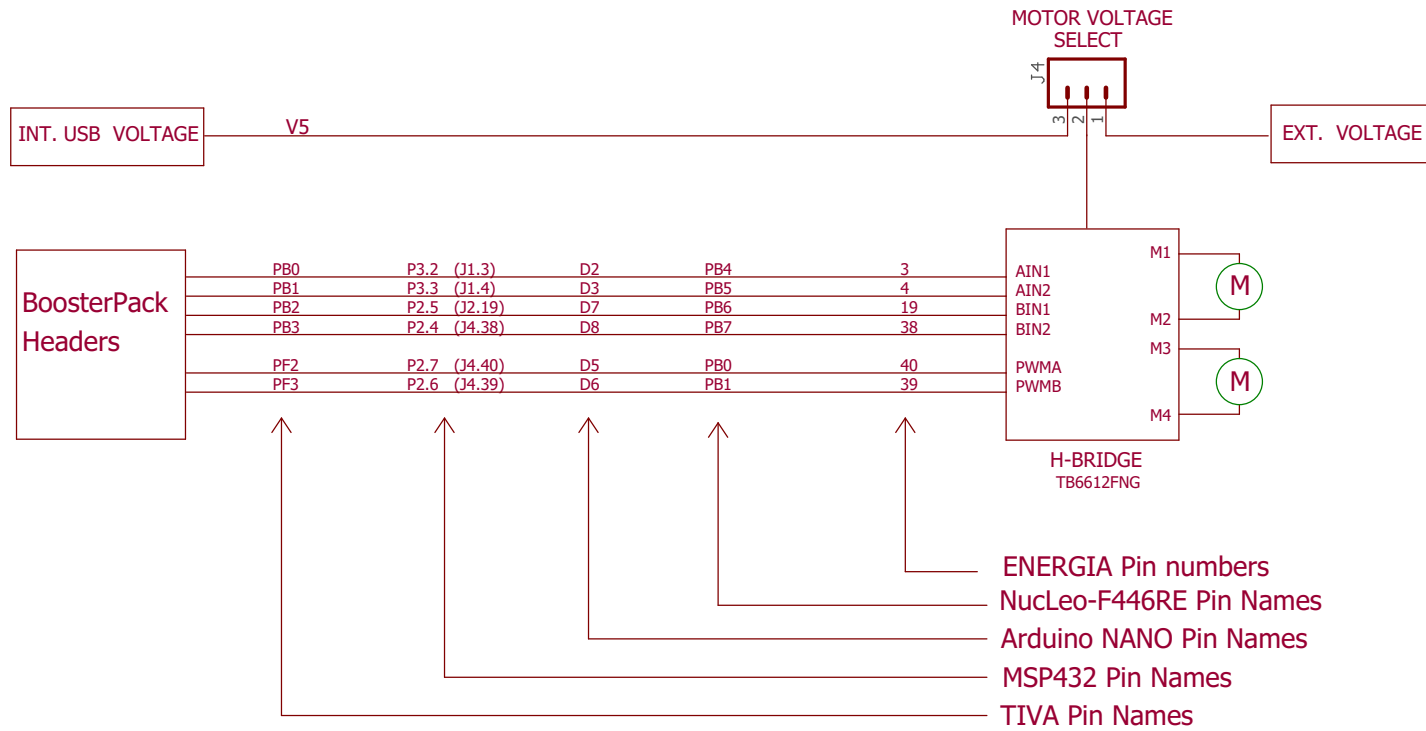 MOTOR VOLTAGE
SELECT
J4
3
2
1
INT. USB VOLTAGE
V5
EXT. VOLTAGE
BoosterPack
Headers
PB0 P3.2 (J1.3) D2 PB4 3 AIN1
PB1 P3.3 (J1.4) D3 PB5 4 AIN2
PB2 P2.5 (J2.19) D7 PB6 19 BIN1
PB3 P2.4 (J4.38) D8 PB7 38 BIN2
PF2 P2.7 (J4.40) D5 PB0 40 PWMA
PF3 P2.6 (J4.39) D6 PB1 39 PWMB
M1
M
M2
M3
M
M4
H-BRIDGE
TB6612FNG
ENERGIA Pin numbers
NucLeo-F446RE Pin Names
Arduino NANO Pin Names
MSP432 Pin Names
TIVA Pin Names